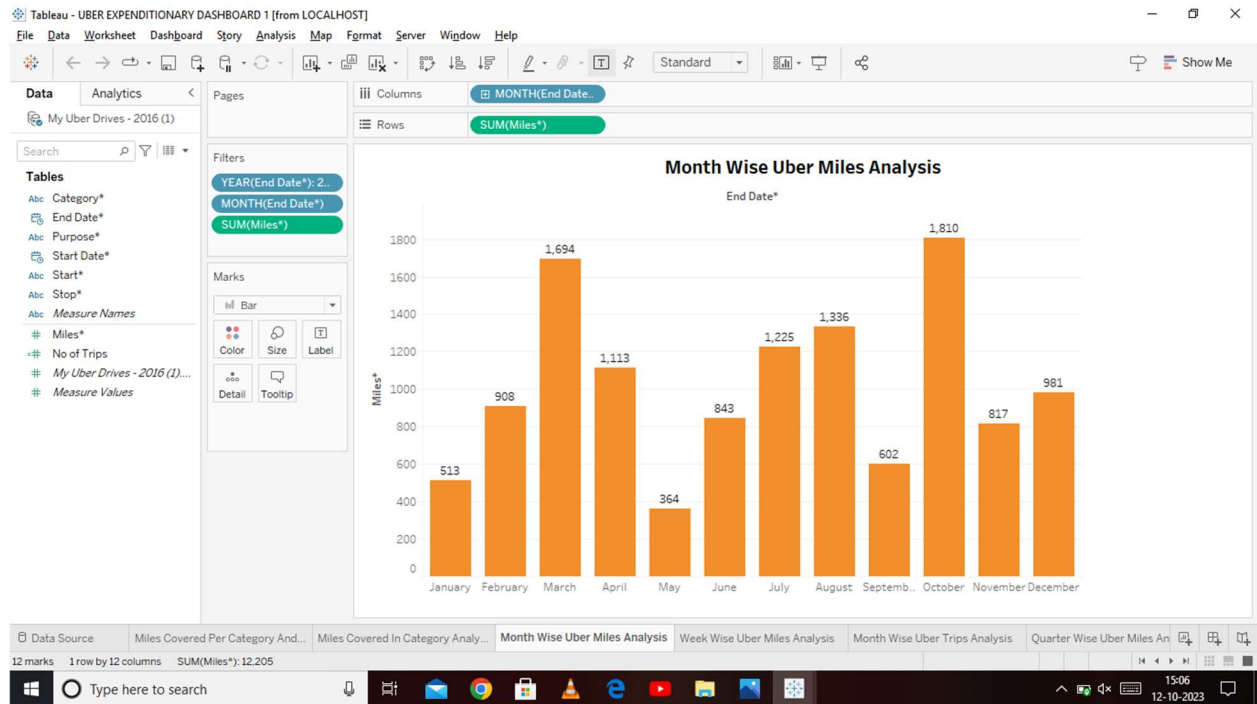 Tableau - UBER EXPENDITIONARY DASHBOARD 1 [from LOCALHOST]
File Data Worksheet Dashboard Story Analysis Map Format Server Window Help
Standard
Show Me
Data Analytics
My Uber Drives - 2016 (1)
Search
Tables
Abc Category*
End Date*
Abc Purpose*
Start Date*
Abc Start*
Abc Stop*
Abc Measure Names
# Miles*
=# No of Trips
# My Uber Drives - 2016 (1)....
# Measure Values
Pages
Filters
YEAR(End Date*): 2..
MONTH(End Date*)
SUM(Miles*)
Marks
Bar
Color Size Label
Detail Tooltip
iii Columns MONTH(End Date..
Rows SUM(Miles*)
Month Wise Uber Miles Analysis
End Date*
Miles*
1800
1600
1400
1200
1000
800
600
400
200
0
513 908 1,694 1,113 364 843 1,225 1,336 602 1,810 817 981
January February March April May June July August Septemb.. October November December
Data Source Miles Covered Per Category And... Miles Covered In Category Analy... Month Wise Uber Miles Analysis Week Wise Uber Miles Analysis Month Wise Uber Trips Analysis Quarter Wise Uber Miles An
12 marks 1 row by 12 columns SUM(Miles*): 12,205
Type here to search
15:06
12-10-2023